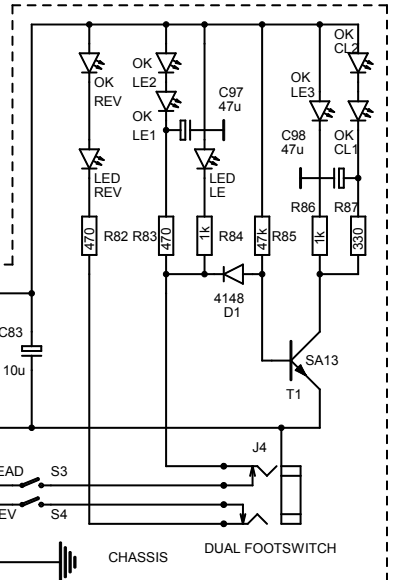 OK
CL2
OK
REV
OK
LE2
OK
LE3
C97
47u
OK
LE1
C98
47u
OK
CL1
LED
REV
LED
LE
R86
R87
470
R82
R83
470
1k
R84
47k
R85
1k
330
4148
D1
C83
10u
SA13
T1
J4
EAD
S3
EV
S4
CHASSIS
DUAL FOOTSWITCH